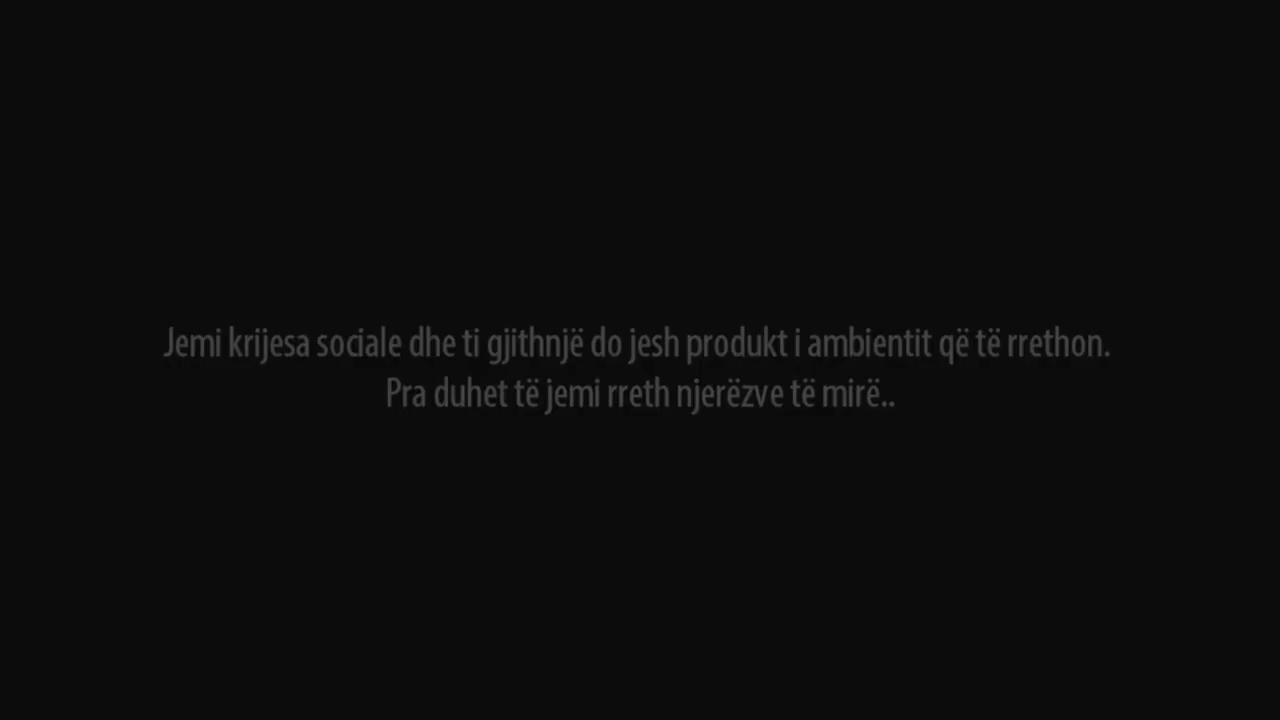 Jemi krijesa sociale dhe ti gjithnjë do jesh produkt i ambientit që të rrethon.
Pra duhet të jemi rreth njerëzve të mirë..